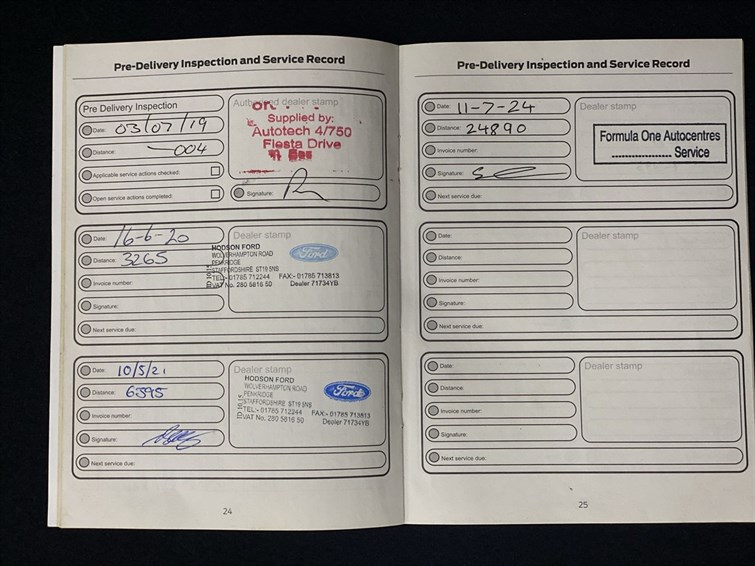 Pre-Delivery Inspection and Service Record
Pre Delivery Inspection
Date: 03/07/19
Distance: 004
Applicable service actions checked:
Open service actions completed:
dealer stamp
Supplied by:
Autotech 4/750
Fiesta Drive
Signature:
Date: 16-6-20
Distance: 3265
Invoice number:
Signature:
Next service due:
Dealer stamp
HODSON FORD
WOLVERHAMPTON ROAD
PENKRIDGE
STAFFORDSHIRE ST19 5NS
TEL:- 01785 712244 FAX:- 01785 713813
VAT No. 280 5816 50 Dealer 71734YB
Ford
Date: 10/5/21
Distance: 6595
Invoice number:
Signature:
Next service due:
Dealer stamp
HODSON FORD
WOLVERHAMPTON ROAD
PENKRIDGE
STAFFORDSHIRE ST19 5NS
TEL:- 01785 712244 FAX:- 01785 713813
VAT No. 280 5816 50 Dealer 71734YB
Ford
24
Pre-Delivery Inspection and Service Record
Date: 11-7-24
Distance: 24890
Invoice number:
Signature:
Next service due:
Dealer stamp
Formula One Autocentres
.................... Service
Date:
Distance:
Invoice number:
Signature:
Next service due:
Dealer stamp
Date:
Distance:
Invoice number:
Signature:
Next service due:
Dealer stamp
25